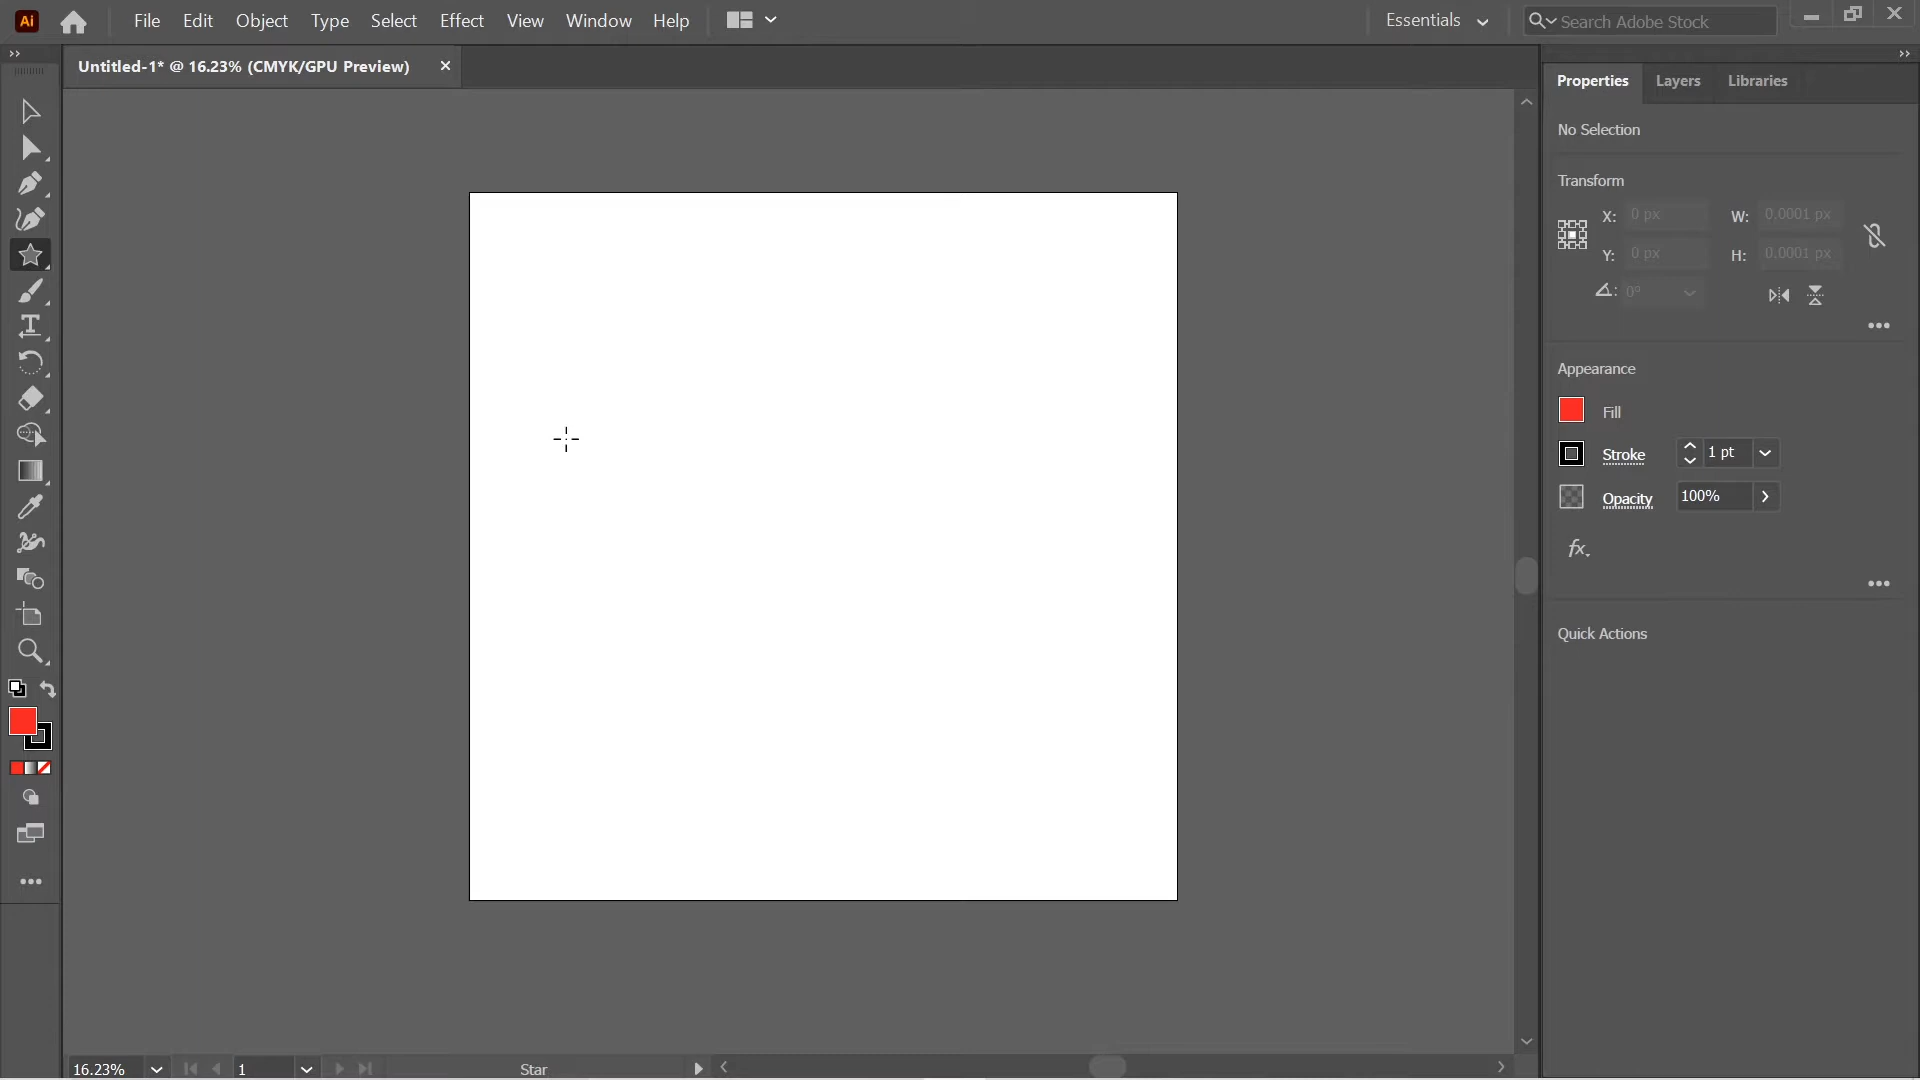 Ai File Edit Object Type Select Effect View Window Help Essentials Search Adobe Stock
Untitled-1* @ 16.23% (CMYK/GPU Preview)
Properties Layers Libraries
No Selection
Transform
X: 0 px W: 0.0001 px
Y: 0 px H: 0.0001 px
0°
Appearance
Fill
Stroke 1 pt
Opacity 100%
fx
Quick Actions
16.23% 1 Star